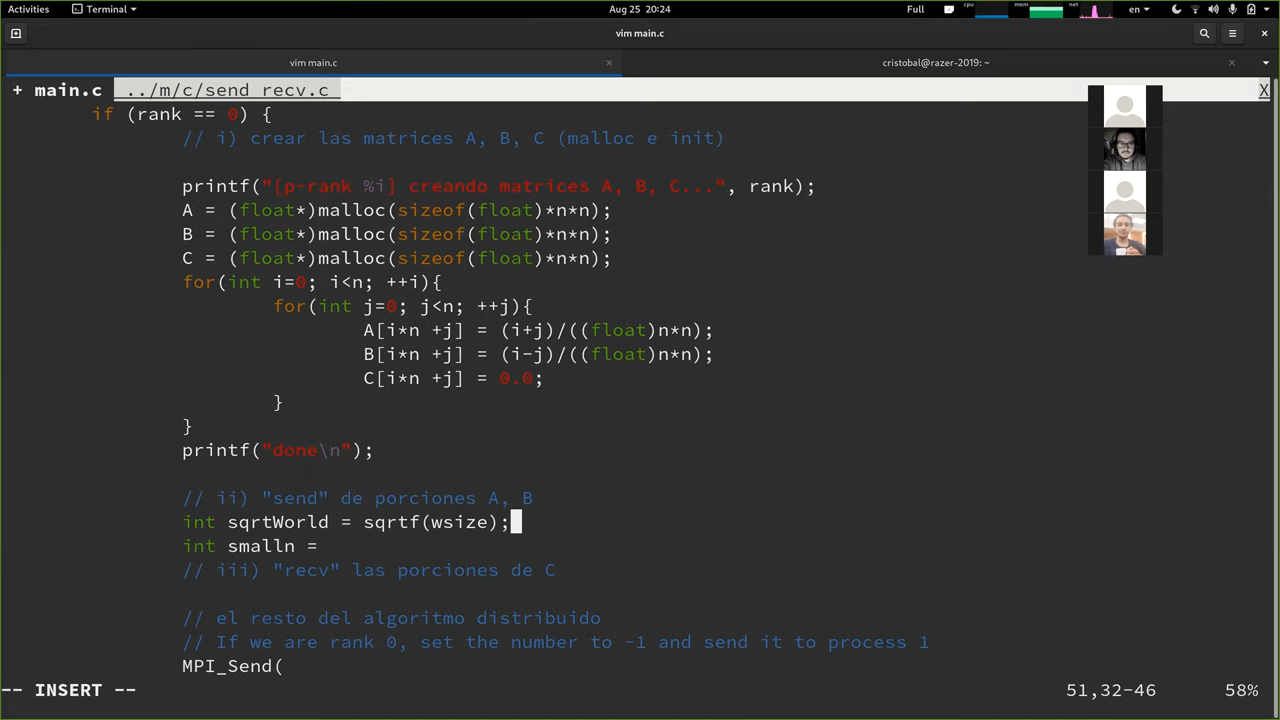 Activities Terminal Aug 25 20:24 Full cpu mem net en
vim main.c
vim main.c cristobal@razer-2019: ~
+ main.c ../m/c/send_recv.c X
if (rank == 0) {
// i) crear las matrices A, B, C (malloc e init)
printf("[p-rank %i] creando matrices A, B, C...", rank);
A = (float*)malloc(sizeof(float)*n*n);
B = (float*)malloc(sizeof(float)*n*n);
C = (float*)malloc(sizeof(float)*n*n);
for(int i=0; i<n; ++i){
for(int j=0; j<n; ++j){
A[i*n +j] = (i+j)/((float)n*n);
B[i*n +j] = (i-j)/((float)n*n);
C[i*n +j] = 0.0;
}
}
printf("done\n");
// ii) "send" de porciones A, B
int sqrtWorld = sqrtf(wsize);
int smalln =
// iii) "recv" las porciones de C
// el resto del algoritmo distribuido
// If we are rank 0, set the number to -1 and send it to process 1
MPI_Send(
-- INSERT -- 51,32-46 58%